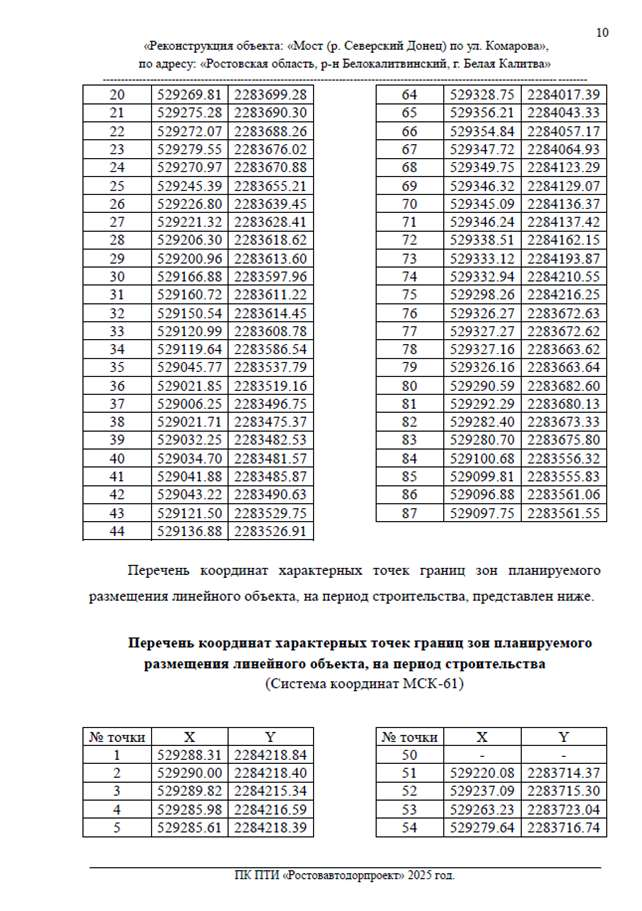 10
«Реконструкция объекта: «Мост (р. Северский Донец) по ул. Комарова»,
по адресу: «Ростовская область, р-н Белокалитвинский, г. Белая Калитва»
20 529269.81 2283699.28 64 529328.75 2284017.39
21 529275.28 2283690.30 65 529356.21 2284043.33
22 529272.07 2283688.26 66 529354.84 2284057.17
23 529279.55 2283676.02 67 529347.72 2284064.93
24 529270.97 2283670.88 68 529349.75 2284123.29
25 529245.39 2283655.21 69 529346.32 2284129.07
26 529226.80 2283639.45 70 529345.09 2284136.37
27 529221.32 2283628.41 71 529346.24 2284137.42
28 529206.30 2283618.62 72 529338.51 2284162.15
29 529200.96 2283613.60 73 529333.12 2284193.87
30 529166.88 2283597.96 74 529332.94 2284210.55
31 529160.72 2283611.22 75 529298.26 2284216.25
32 529150.54 2283614.45 76 529326.27 2283672.63
33 529120.99 2283608.78 77 529327.27 2283672.62
34 529119.64 2283586.54 78 529327.16 2283663.62
35 529045.77 2283537.79 79 529326.16 2283663.64
36 529021.85 2283519.16 80 529290.59 2283682.60
37 529006.25 2283496.75 81 529292.29 2283680.13
38 529021.71 2283475.37 82 529282.40 2283673.33
39 529032.25 2283482.53 83 529280.70 2283675.80
40 529034.70 2283481.57 84 529100.68 2283556.32
41 529041.88 2283485.87 85 529099.81 2283555.83
42 529043.22 2283490.63 86 529096.88 2283561.06
43 529121.50 2283529.75 87 529097.75 2283561.55
44 529136.88 2283526.91
Перечень координат характерных точек границ зон планируемого
размещения линейного объекта, на период строительства, представлен ниже.
Перечень координат характерных точек границ зон планируемого
размещения линейного объекта, на период строительства
(Система координат МСК-61)
№ точки X Y № точки X Y
1 529288.31 2284218.84 50 - -
2 529290.00 2284218.40 51 529220.08 2283714.37
3 529289.82 2284215.34 52 529237.09 2283715.30
4 529285.98 2284216.59 53 529263.23 2283723.04
5 529285.61 2284218.39 54 529279.64 2283716.74
ПК ПТИ «Ростовавтодорпроект» 2025 год.